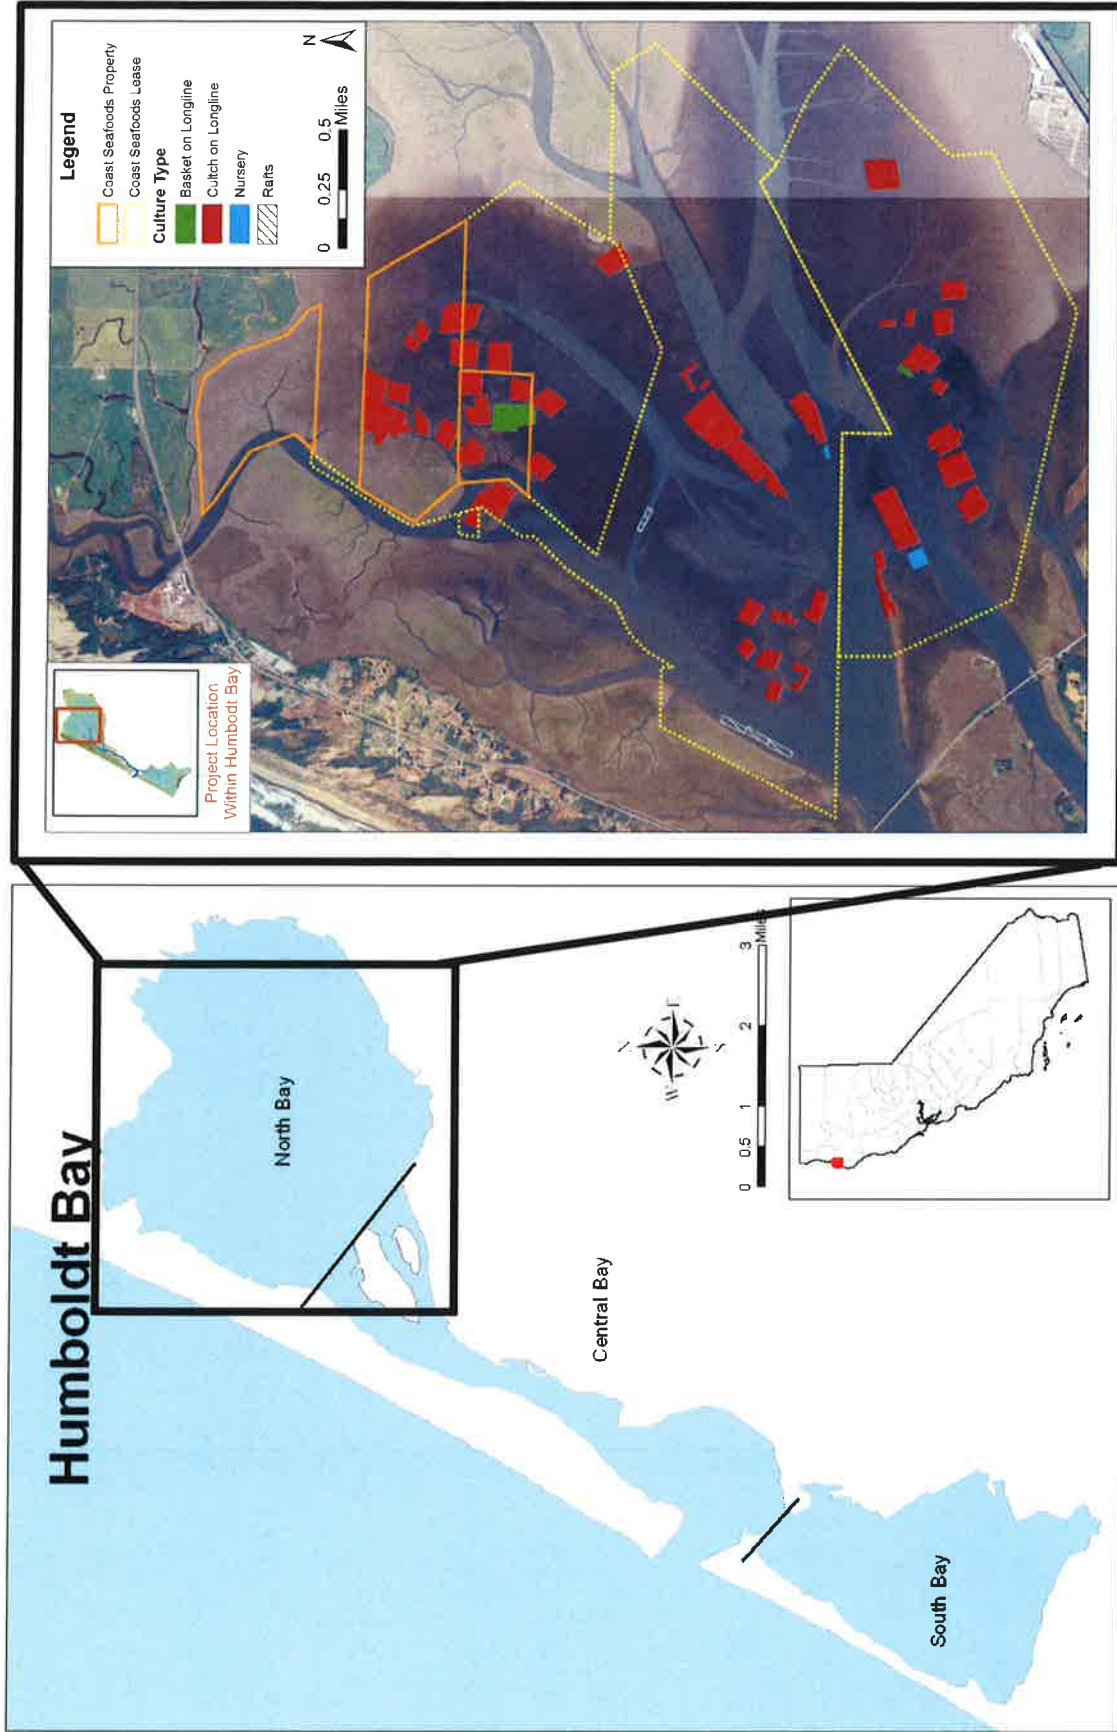 Humboldt Bay
North Bay
Central Bay
South Bay
N
E
S
W
0 0.5 1 2 3
Miles
Project Location
Within Humbodt Bay
Legend
Coast Seafoods Property
Coast Seafoods Lease
Culture Type
Basket on Longline
Cultch on Longline
Nursery
Rafts
N
0 0.25 0.5
Miles